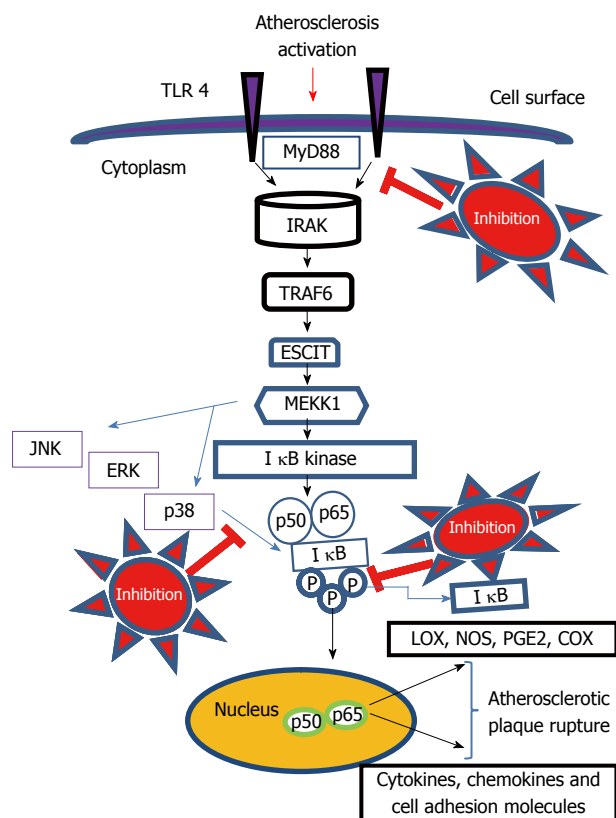 Atherosclerosis
activation
TLR 4
Cell surface
Cytoplasm
MyD88
Inhibition
IRAK
TRAF6
ESCIT
MEKK1
JNK
ERK
I κB kinase
p38
p50
p65
Inhibition
I κB
P
P
P
I κB
Inhibition
LOX, NOS, PGE2, COX
Nucleus
p50
p65
Atherosclerotic
plaque rupture
Cytokines, chemokines and
cell adhesion molecules